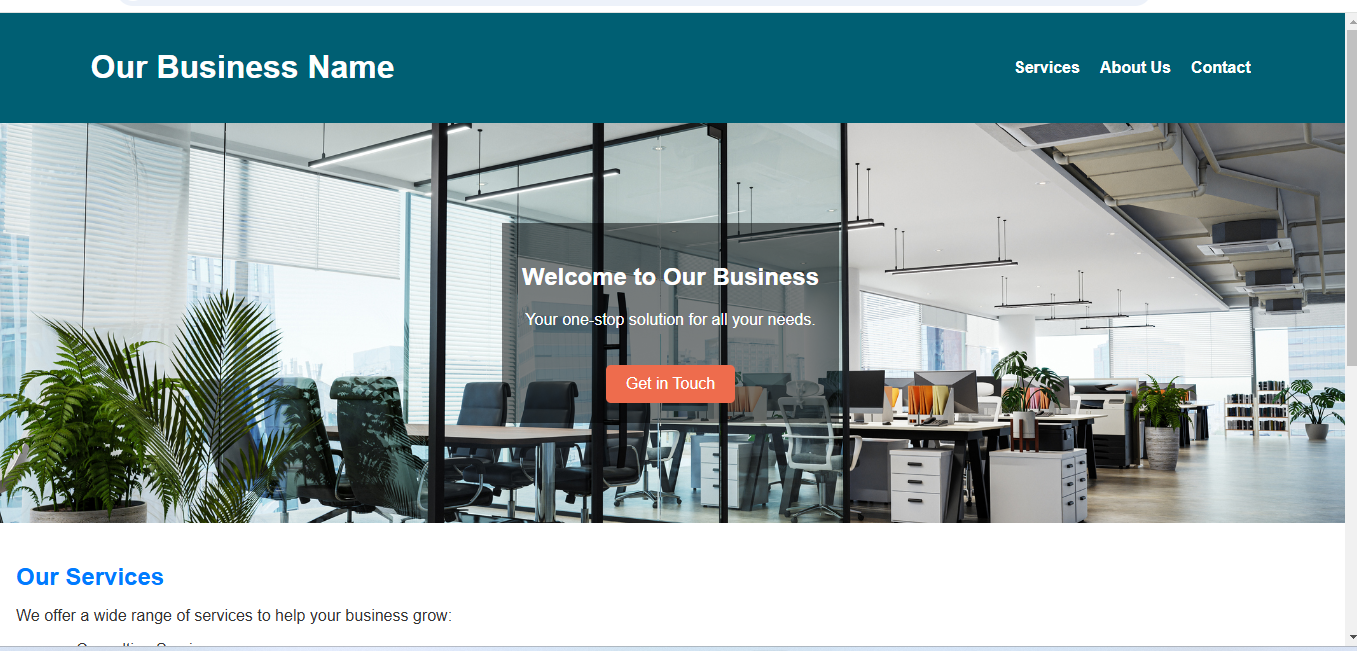 Our Business Name
Services About Us Contact
Welcome to Our Business
Your one-stop solution for all your needs.
Get in Touch
Our Services
We offer a wide range of services to help your business grow: